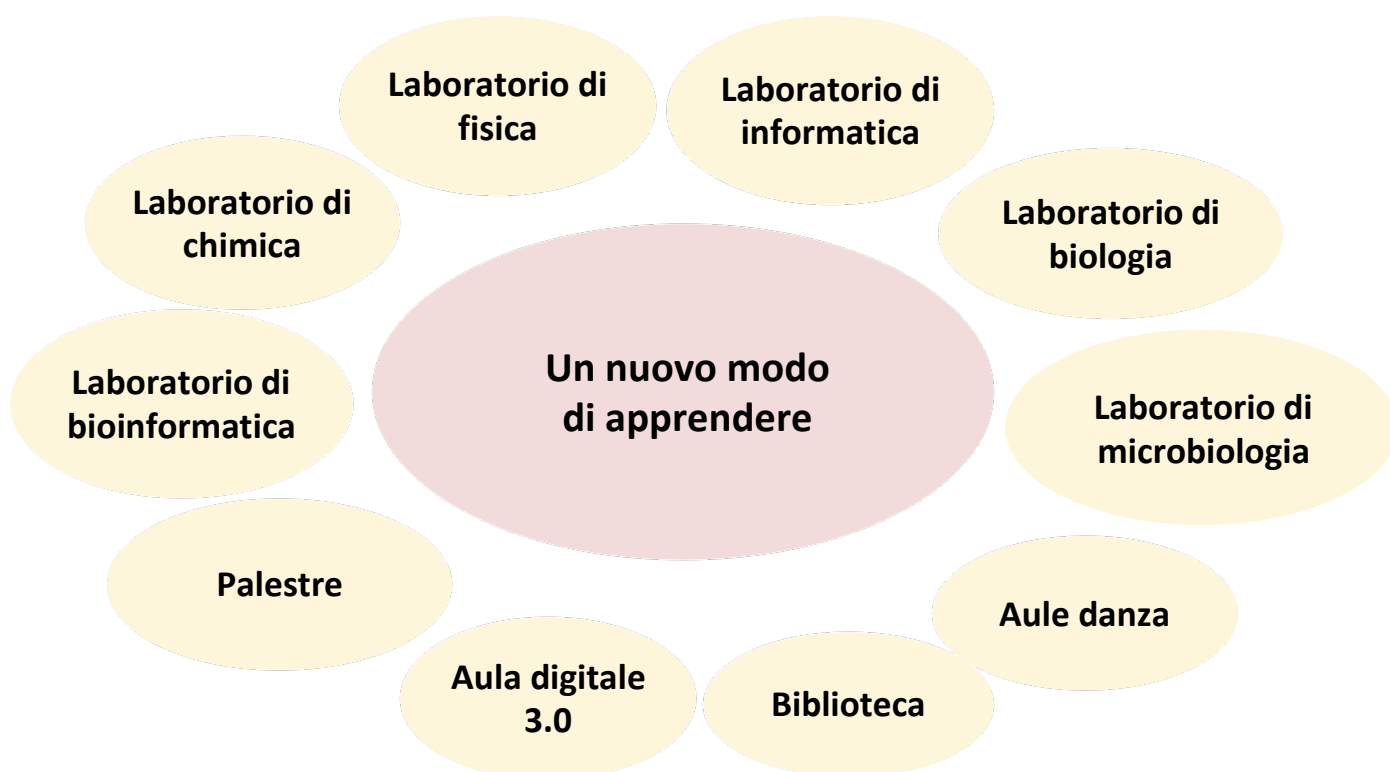 Laboratorio di
fisica
Laboratorio di
informatica
Laboratorio di
chimica
Laboratorio di
biologia
Un nuovo modo
di apprendere
Laboratorio di
bioinformatica
Laboratorio di
microbiologia
Palestre
Aule danza
Aula digitale
3.0
Biblioteca